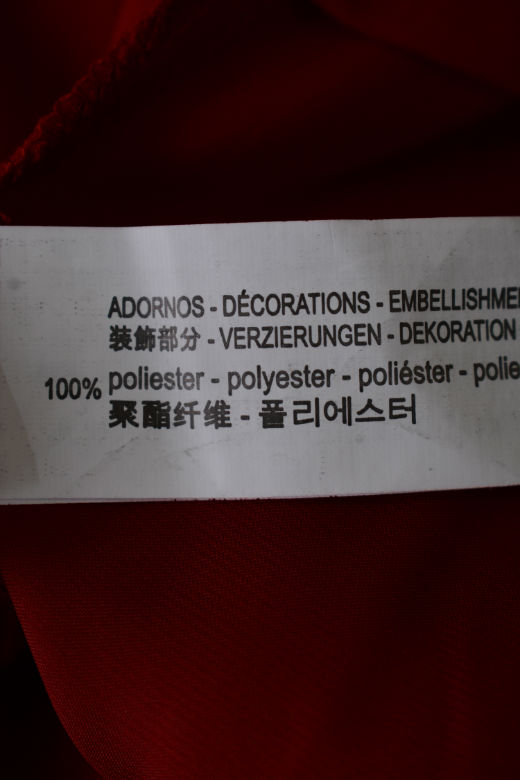 ADORNOS - DÉCORATIONS - EMBELLISHME
装飾部分 - VERZIERUNGEN - DEKORATION
100% poliester - polyester - poliéster - polie
聚酯纤维 - 폴리에스터